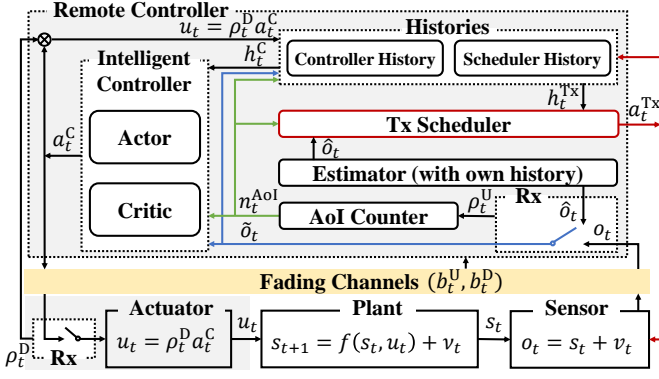 Remote Controller
u_t = ρ_t^D a_t^C
Histories
h_t^C
Controller History
Scheduler History
Intelligent
Controller
h_t^Tx
a_t^Tx
Actor
Tx Scheduler
a_t^C
ô_t
Estimator (with own history)
Critic
n_t^AoI
ρ_t^U
Rx
AoI Counter
ô_t
o_t
õ_t
Fading Channels (b_t^U, b_t^D)
Actuator
Plant
Sensor
ρ_t^D
Rx
u_t = ρ_t^D a_t^C
u_t
s_{t+1} = f(s_t, u_t) + ν_t
s_t
o_t = s_t + ν_t